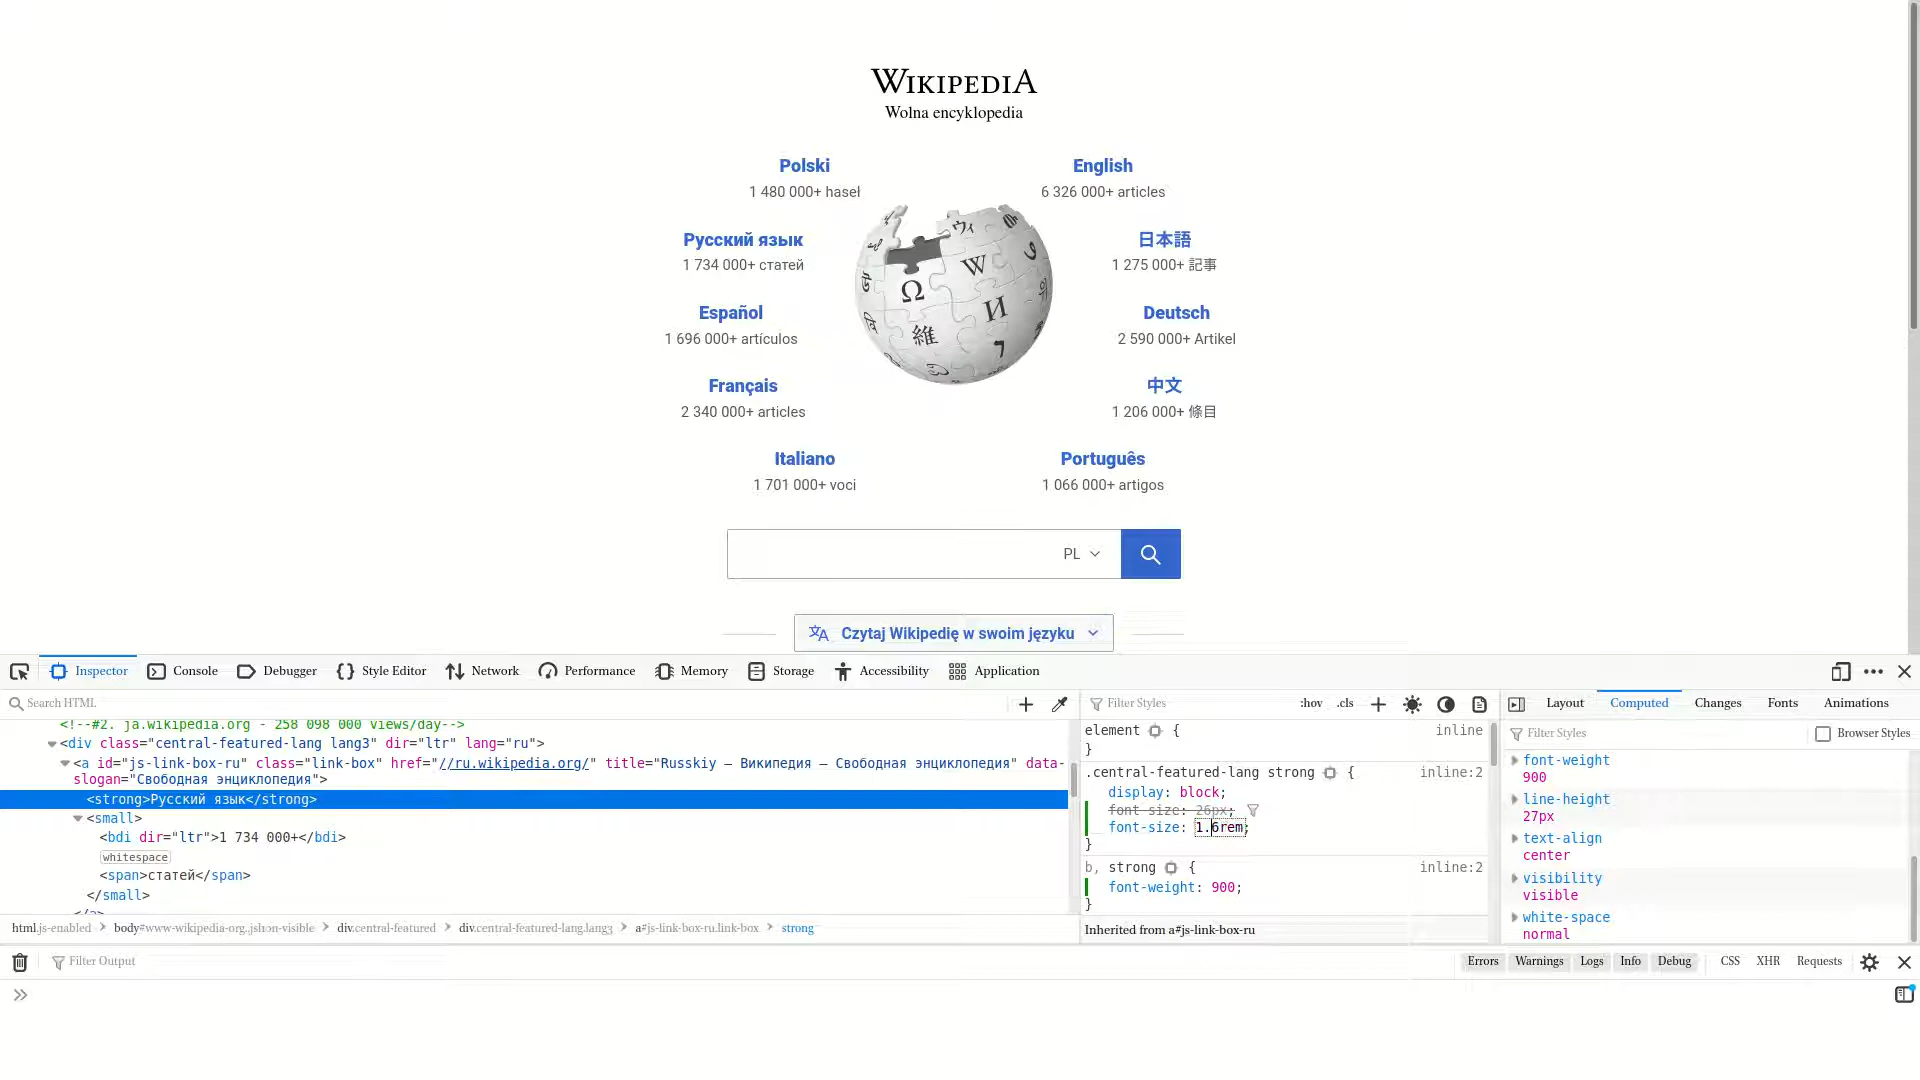 WIKIPEDIA
Wolna encyklopedia
Polski
1 480 000+ haseł
English
6 326 000+ articles
Русский язык
1 734 000+ статей
日本語
1 275 000+ 記事
Español
1 696 000+ artículos
Deutsch
2 590 000+ Artikel
Français
2 340 000+ articles
中文
1 206 000+ 條目
Italiano
1 701 000+ voci
Português
1 066 000+ artigos
PL
Czytaj Wikipedię w swoim języku
Inspector Console Debugger Style Editor Network Performance Memory Storage Accessibility Application
Search HTML
<!--#2. ja.wikipedia.org - 258 098 000 views/day-->
<div class="central-featured-lang lang3" dir="ltr" lang="ru">
<a id="js-link-box-ru" class="link-box" href="//ru.wikipedia.org/" title="Russkiy — Википедия — Свободная энциклопедия" data-
slogan="Свободная энциклопедия">
<strong>Русский язык</strong>
<small>
<bdi dir="ltr">1 734 000+</bdi>
whitespace
<span>статей</span>
</small>
</a>
html.js-enabled body#www-wikipedia-org.jsl10n-visible div.central-featured div.central-featured-lang.lang3 a#js-link-box-ru.link-box strong
Filter Styles :hov .cls
element { inline
}
.central-featured-lang strong { inline:2
display: block;
font-size: 26px;
font-size: 1.6rem;
}
b, strong { inline:2
font-weight: 900;
}
Inherited from a#js-link-box-ru
Layout Computed Changes Fonts Animations
Filter Styles Browser Styles
font-weight
900
line-height
27px
text-align
center
visibility
visible
white-space
normal
Filter Output Errors Warnings Logs Info Debug CSS XHR Requests